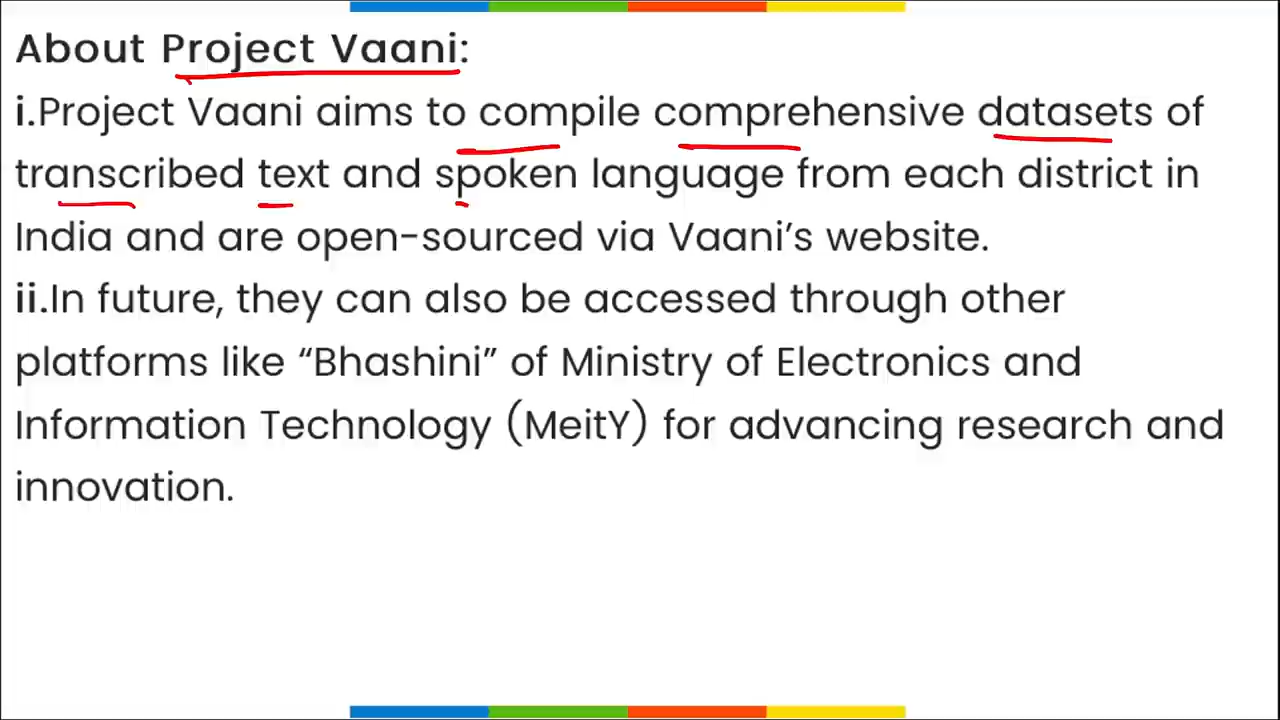 About Project Vaani:
i.Project Vaani aims to compile comprehensive datasets of
transcribed text and spoken language from each district in
India and are open-sourced via Vaani’s website.
ii.In future, they can also be accessed through other
platforms like “Bhashini” of Ministry of Electronics and
Information Technology (MeitY) for advancing research and
innovation.